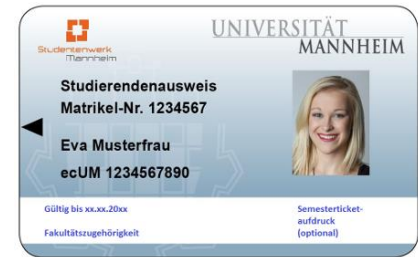 Studentenwerk
Mannheim
UNIVERSITÄT
MANNHEIM
Studierendenausweis
Matrikel-Nr. 1234567
Eva Musterfrau
ecUM 1234567890
Gültig bis xx.xx.20xx
Fakultätszugehörigkeit
Semesterticket-
aufdruck
(optional)